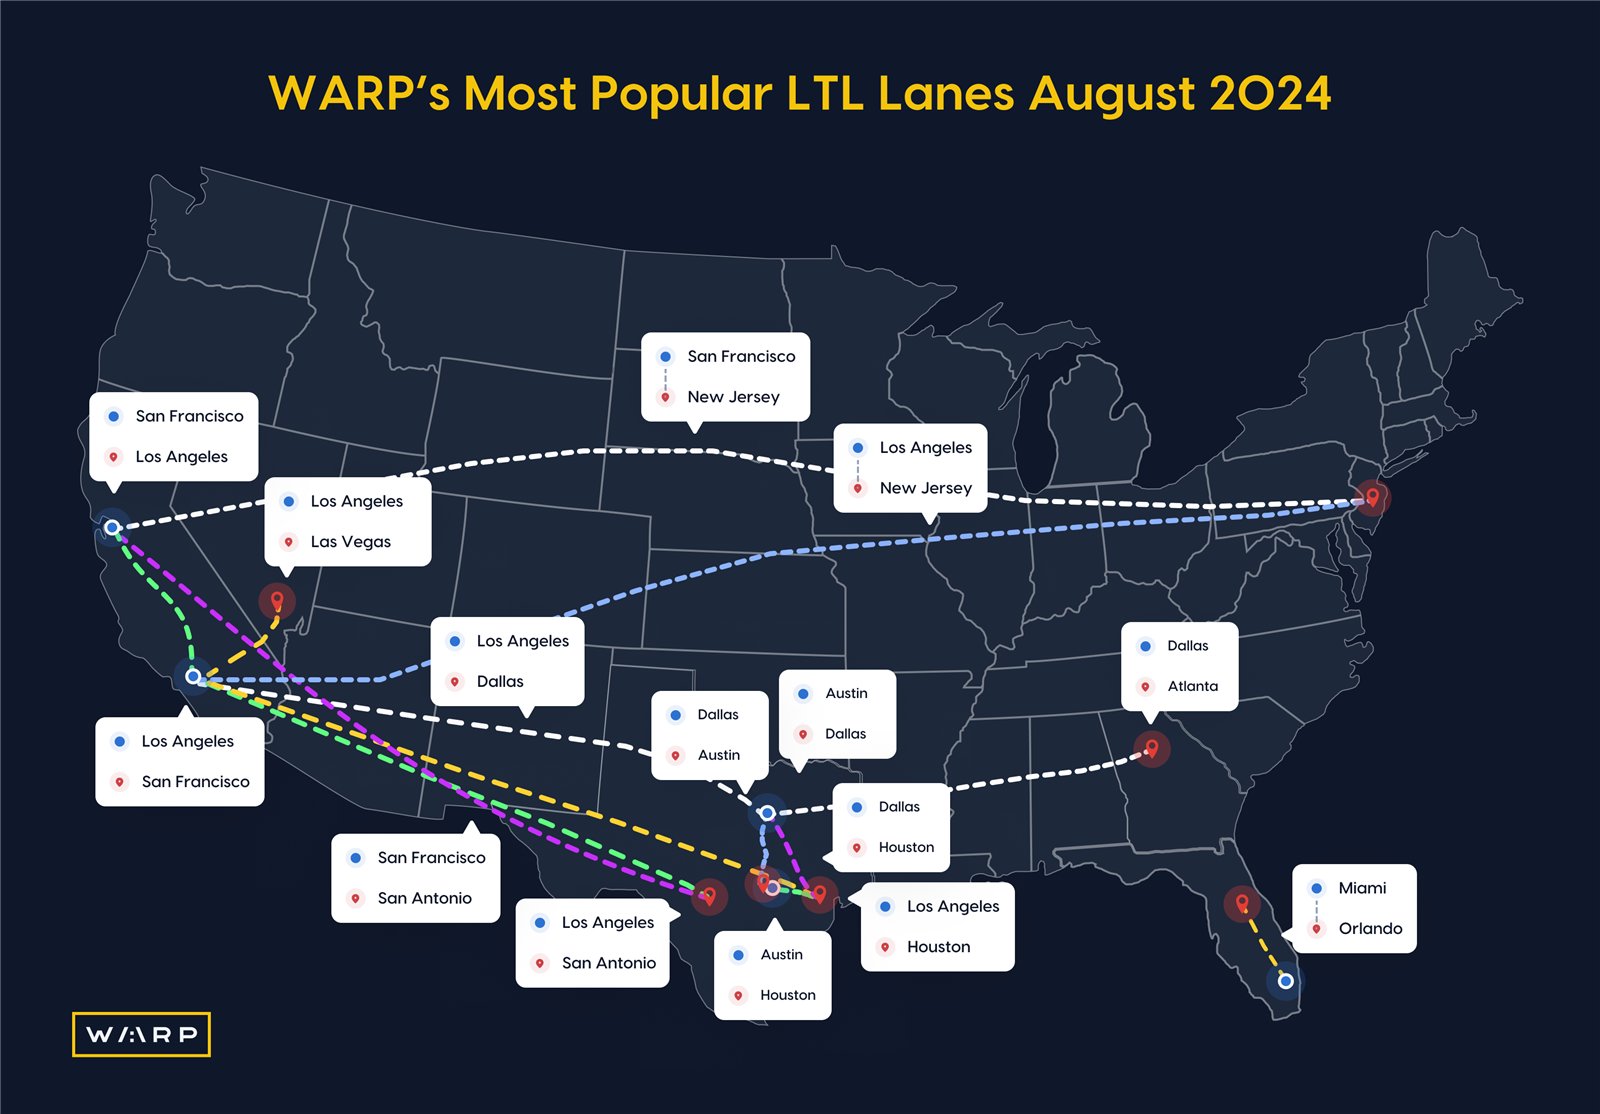 WARP's Most Popular LTL Lanes August 2024
San Francisco
New Jersey
San Francisco
Los Angeles
Los Angeles
New Jersey
Los Angeles
Las Vegas
Los Angeles
Dallas
Dallas
Atlanta
Austin
Dallas
Dallas
Austin
Los Angeles
San Francisco
Dallas
Houston
San Francisco
San Antonio
Miami
Orlando
Los Angeles
Houston
Los Angeles
San Antonio
Austin
Houston
WARP